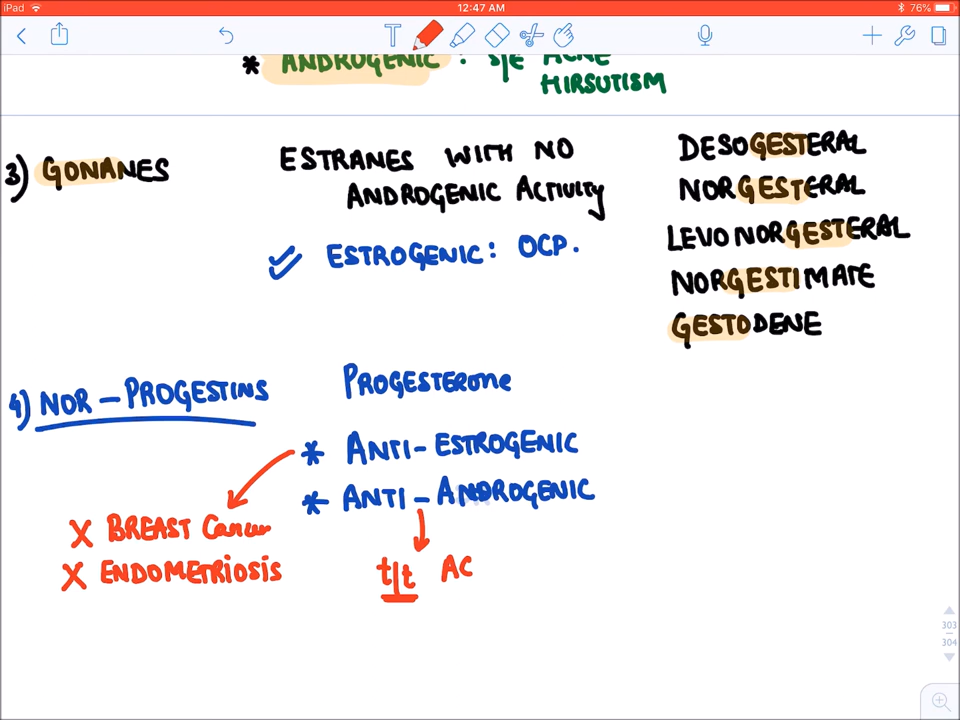 iPad 12:47 AM 76%
T
* ANDROGENIC : s/E ACNE
HIRSUTISM
3) GONANES ESTRANES WITH NO DESOGESTERAL
ANDROGENIC ACTIVITY NORGESTERAL
✓ ESTROGENIC: OCP. LEVONORGESTERAL
NORGESTIMATE
GESTODENE
4) NOR-PROGESTINS PROGESTERONE
* ANTI-ESTROGENIC
* ANTI-ANDROGENIC
X BREAST Cancer
X ENDOMETRIOSIS t/t AC
303
304